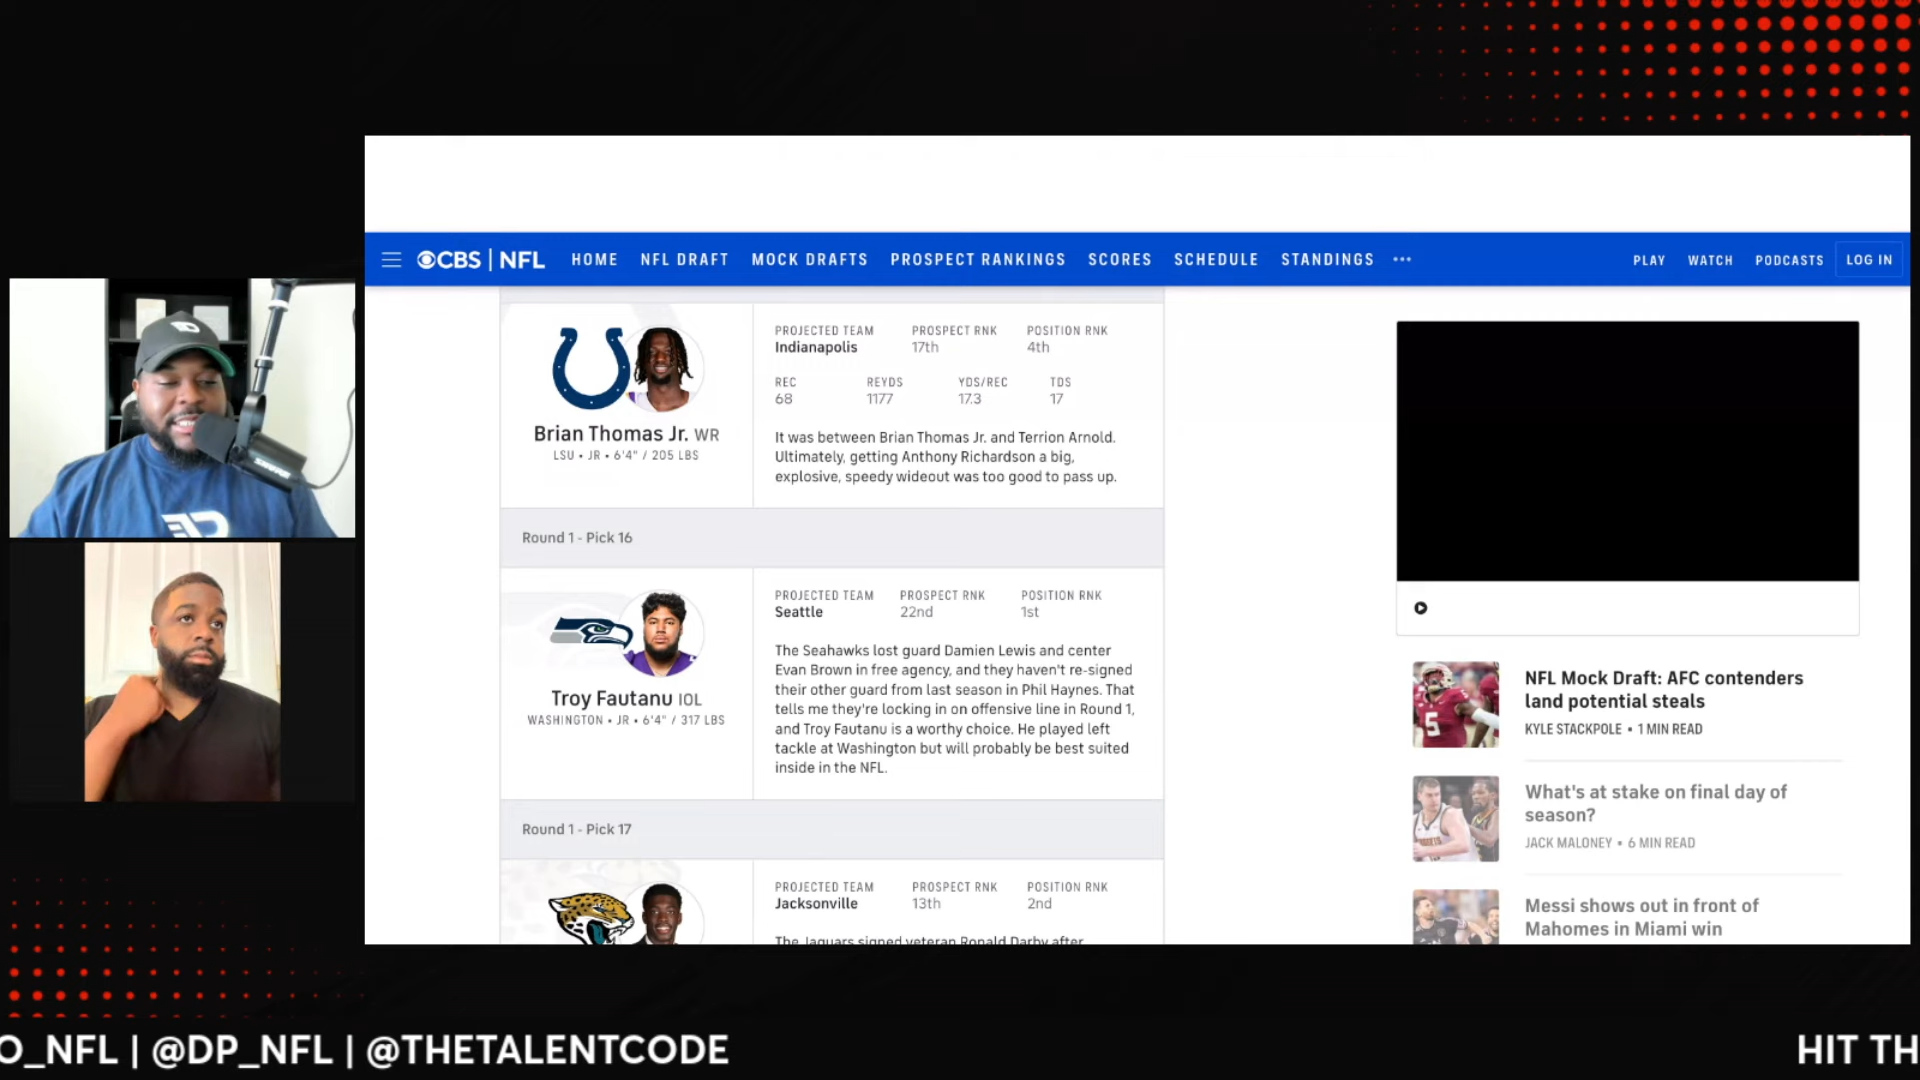 CBS | NFL HOME NFL DRAFT MOCK DRAFTS PROSPECT RANKINGS SCORES SCHEDULE STANDINGS ••• PLAY WATCH PODCASTS LOG IN
Brian Thomas Jr. WR
LSU • JR • 6'4" / 205 LBS
PROJECTED TEAM PROSPECT RNK POSITION RNK
Indianapolis 17th 4th
REC REYDS YDS/REC TDS
68 1177 17.3 17
It was between Brian Thomas Jr. and Terrion Arnold.
Ultimately, getting Anthony Richardson a big,
explosive, speedy wideout was too good to pass up.
Round 1 - Pick 16
Troy Fautanu IOL
WASHINGTON • JR • 6'4" / 317 LBS
PROJECTED TEAM PROSPECT RNK POSITION RNK
Seattle 22nd 1st
The Seahawks lost guard Damien Lewis and center
Evan Brown in free agency, and they haven't re-signed
their other guard from last season in Phil Haynes. That
tells me they're locking in on offensive line in Round 1,
and Troy Fautanu is a worthy choice. He played left
tackle at Washington but will probably be best suited
inside in the NFL.
Round 1 - Pick 17
PROJECTED TEAM PROSPECT RNK POSITION RNK
Jacksonville 13th 2nd
The Jaguars signed veteran Ronald Darby after
NFL Mock Draft: AFC contenders
land potential steals
KYLE STACKPOLE • 1 MIN READ
What's at stake on final day of
season?
JACK MALONEY • 6 MIN READ
Messi shows out in front of
Mahomes in Miami win
SHURE
5
O_NFL | @DP_NFL | @THETALENTCODE
HIT TH